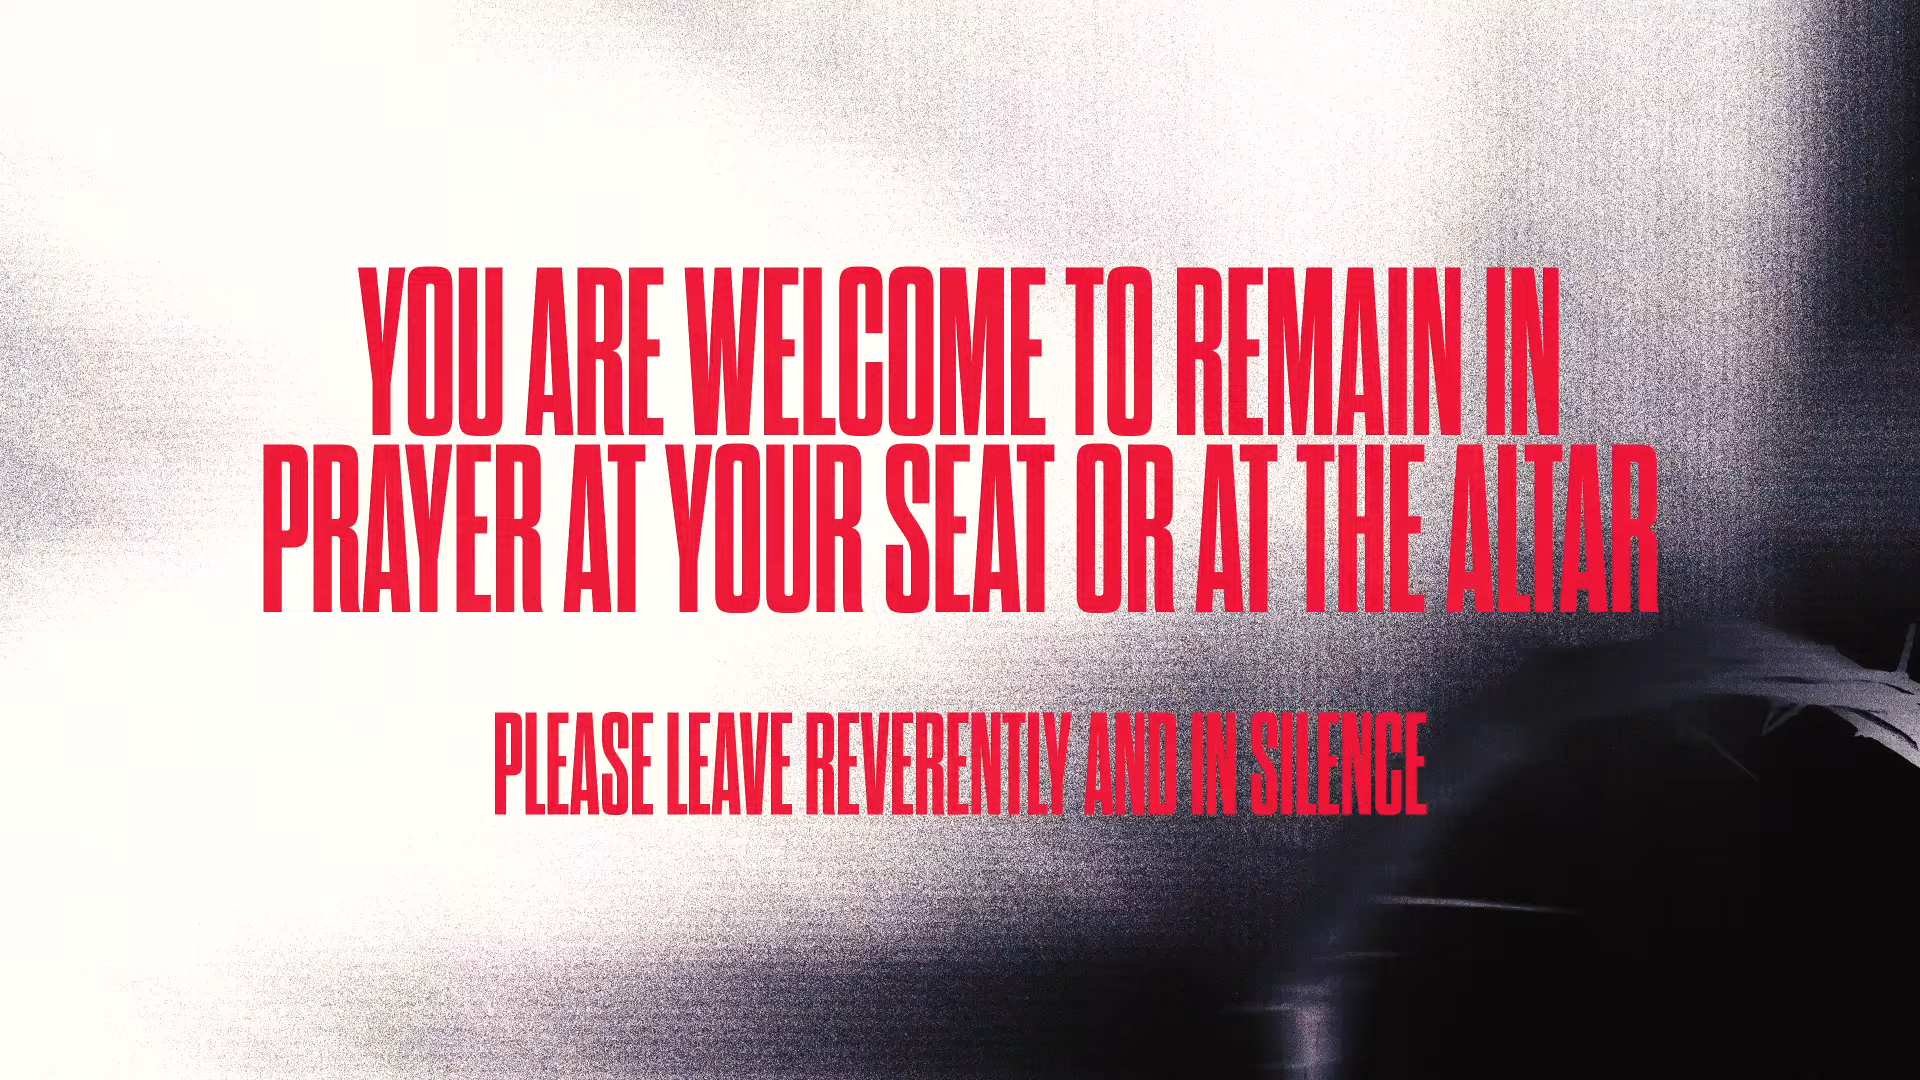 YOU ARE WELCOME TO REMAIN IN
PRAYER AT YOUR SEAT OR AT THE ALTAR
PLEASE LEAVE REVERENTLY AND IN SILENCE